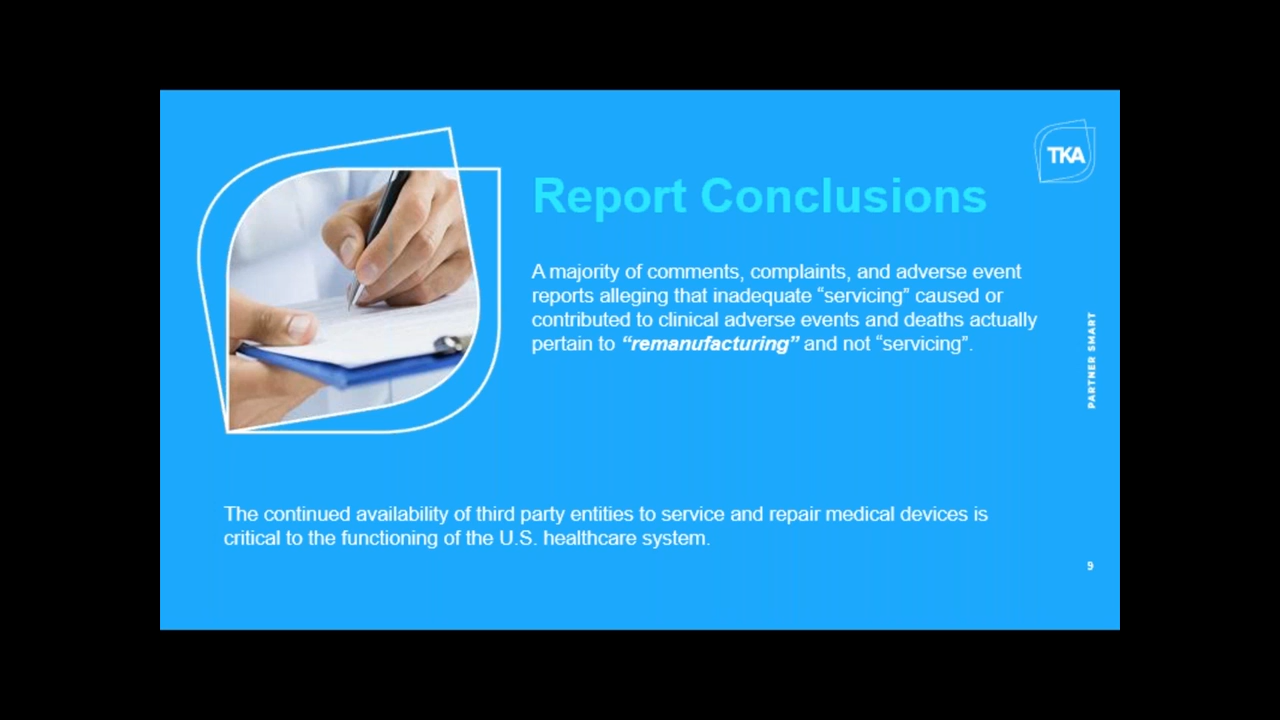 TKA
Report Conclusions
A majority of comments, complaints, and adverse event
reports alleging that inadequate “servicing” caused or
contributed to clinical adverse events and deaths actually
pertain to “remanufacturing” and not “servicing”.
PARTNER SMART
The continued availability of third party entities to service and repair medical devices is
critical to the functioning of the U.S. healthcare system.
9